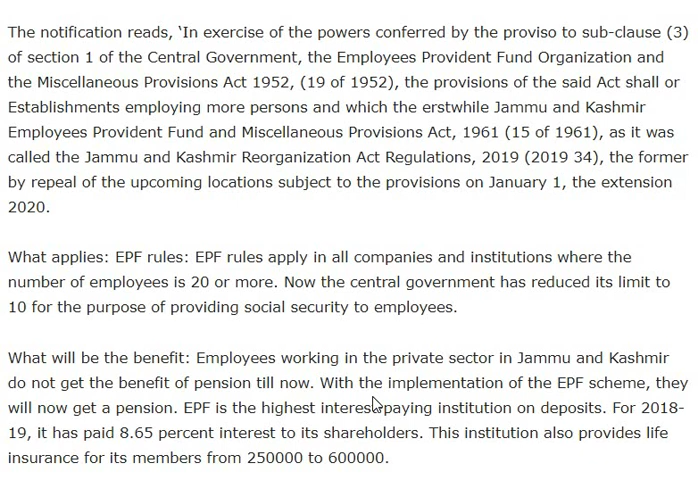 The notification reads, 'In exercise of the powers conferred by the proviso to sub-clause (3)
of section 1 of the Central Government, the Employees Provident Fund Organization and
the Miscellaneous Provisions Act 1952, (19 of 1952), the provisions of the said Act shall or
Establishments employing more persons and which the erstwhile Jammu and Kashmir
Employees Provident Fund and Miscellaneous Provisions Act, 1961 (15 of 1961), as it was
called the Jammu and Kashmir Reorganization Act Regulations, 2019 (2019 34), the former
by repeal of the upcoming locations subject to the provisions on January 1, the extension
2020.
What applies: EPF rules: EPF rules apply in all companies and institutions where the
number of employees is 20 or more. Now the central government has reduced its limit to
10 for the purpose of providing social security to employees.
What will be the benefit: Employees working in the private sector in Jammu and Kashmir
do not get the benefit of pension till now. With the implementation of the EPF scheme, they
will now get a pension. EPF is the highest interest paying institution on deposits. For 2018-
19, it has paid 8.65 percent interest to its shareholders. This institution also provides life
insurance for its members from 250000 to 600000.